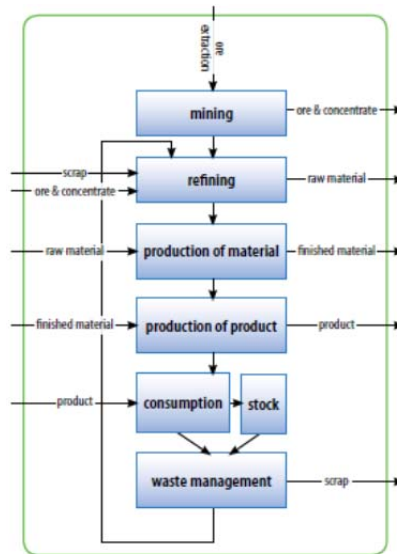 ore
extraction
mining
ore & concentrate
scrap
ore & concentrate
refining
raw material
raw material
production of material
finished material
finished material
production of product
product
product
consumption
stock
waste management
scrap